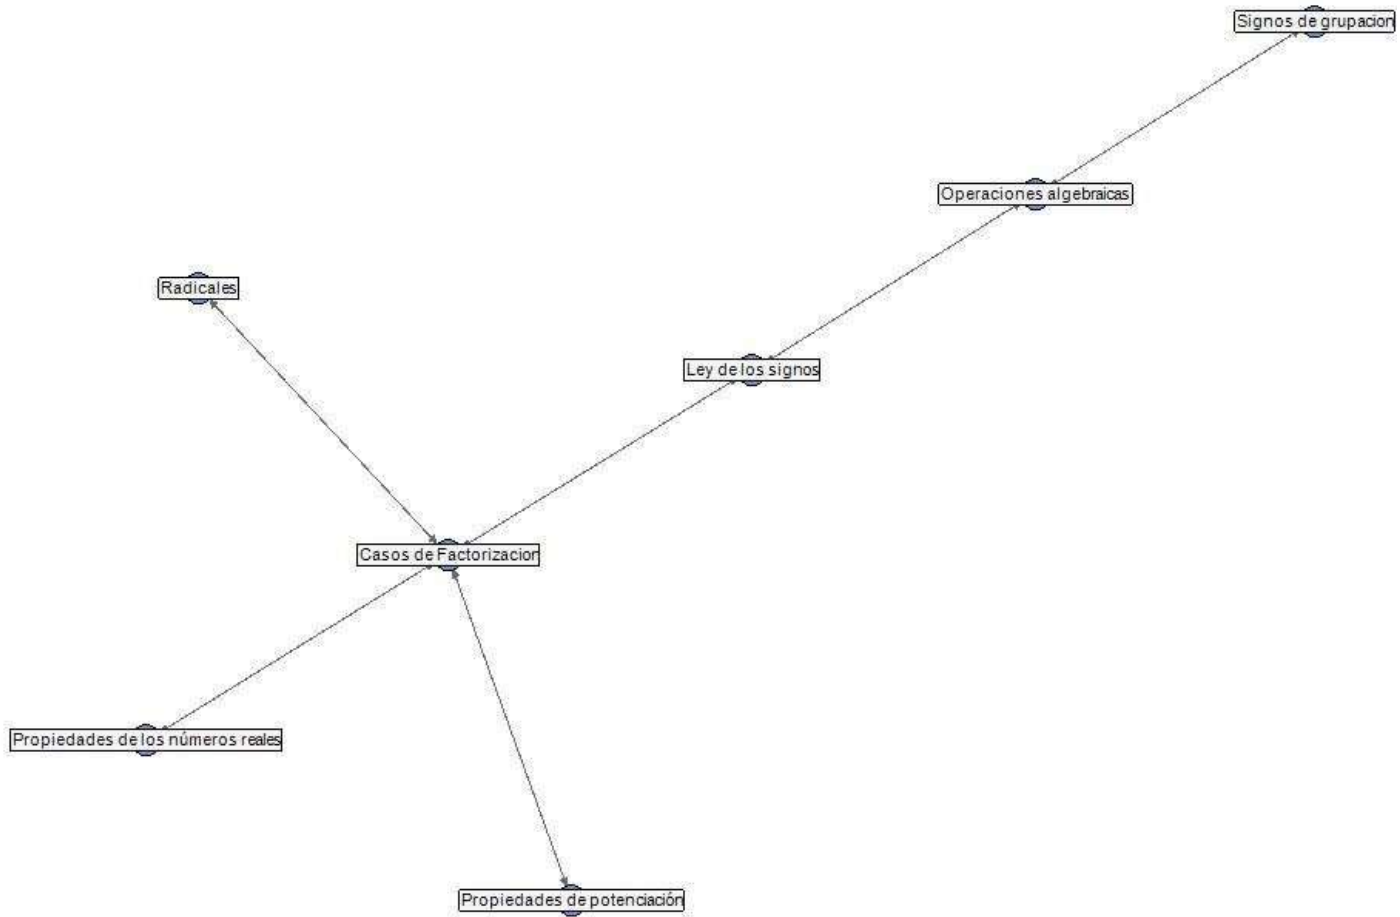 Signos de grupacion
Operaciones algebraicas
Radicales
Ley de los signos
Casos de Factorizacion
Propiedades de los números reales
Propiedades de potenciación